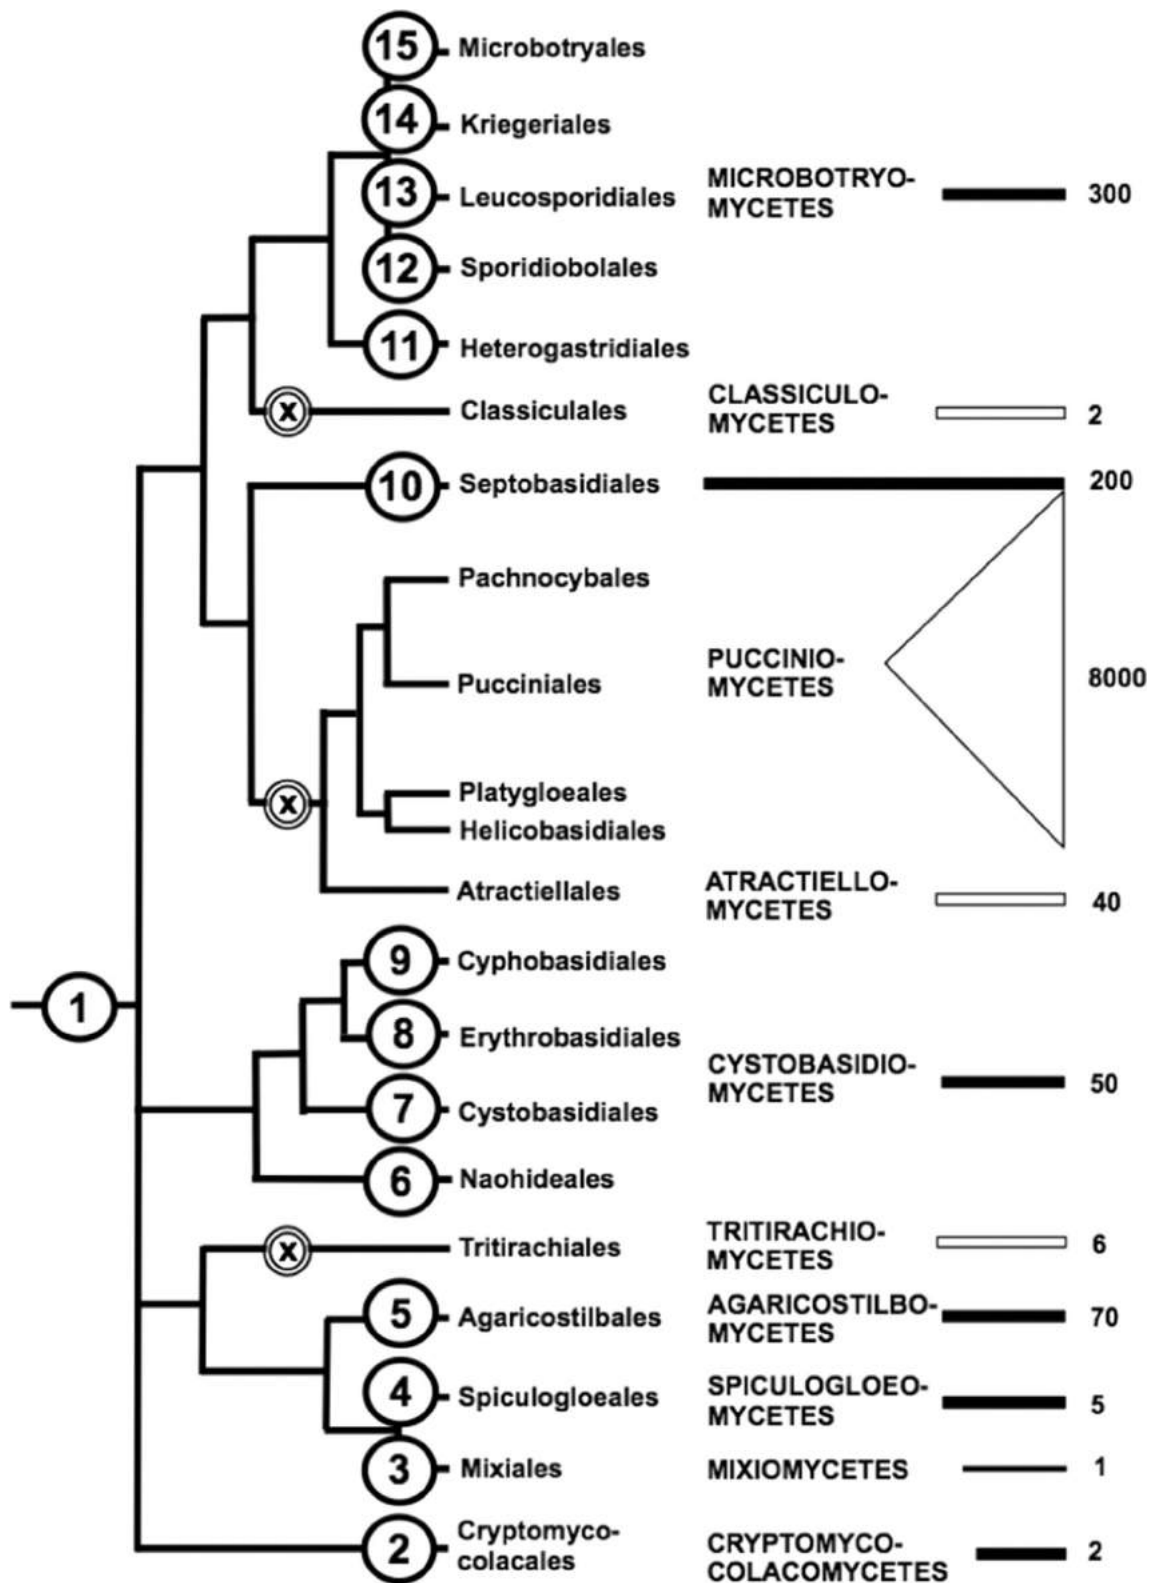 15 Microbotryales
14 Kriegeriales
13 Leucosporidiales
MICROBOTRYO-
MYCETES
300
12 Sporidiobolales
11 Heterogastridiales
X Classiculales
CLASSICULO-
MYCETES
2
10 Septobasidiales
200
Pachnocybales
Pucciniales
PUCCINIO-
MYCETES
8000
X
Platygloeales
Helicobasidiales
Atractiellales
ATRACTIELLO-
MYCETES
40
9 Cyphobasidiales
1
8 Erythrobasidiales
CYSTOBASIDIO-
MYCETES
50
7 Cystobasidiales
6 Naohideales
X Tritirachiales
TRITIRACHIO-
MYCETES
6
5 Agaricostilbales
AGARICOSTILBO-
MYCETES
70
4 Spiculogloeales
SPICULOGLOEO-
MYCETES
5
3 Mixiales
MIXIOMYCETES
1
2
Cryptomyco-
colacales
CRYPTOMYCO-
COLACOMYCETES
2